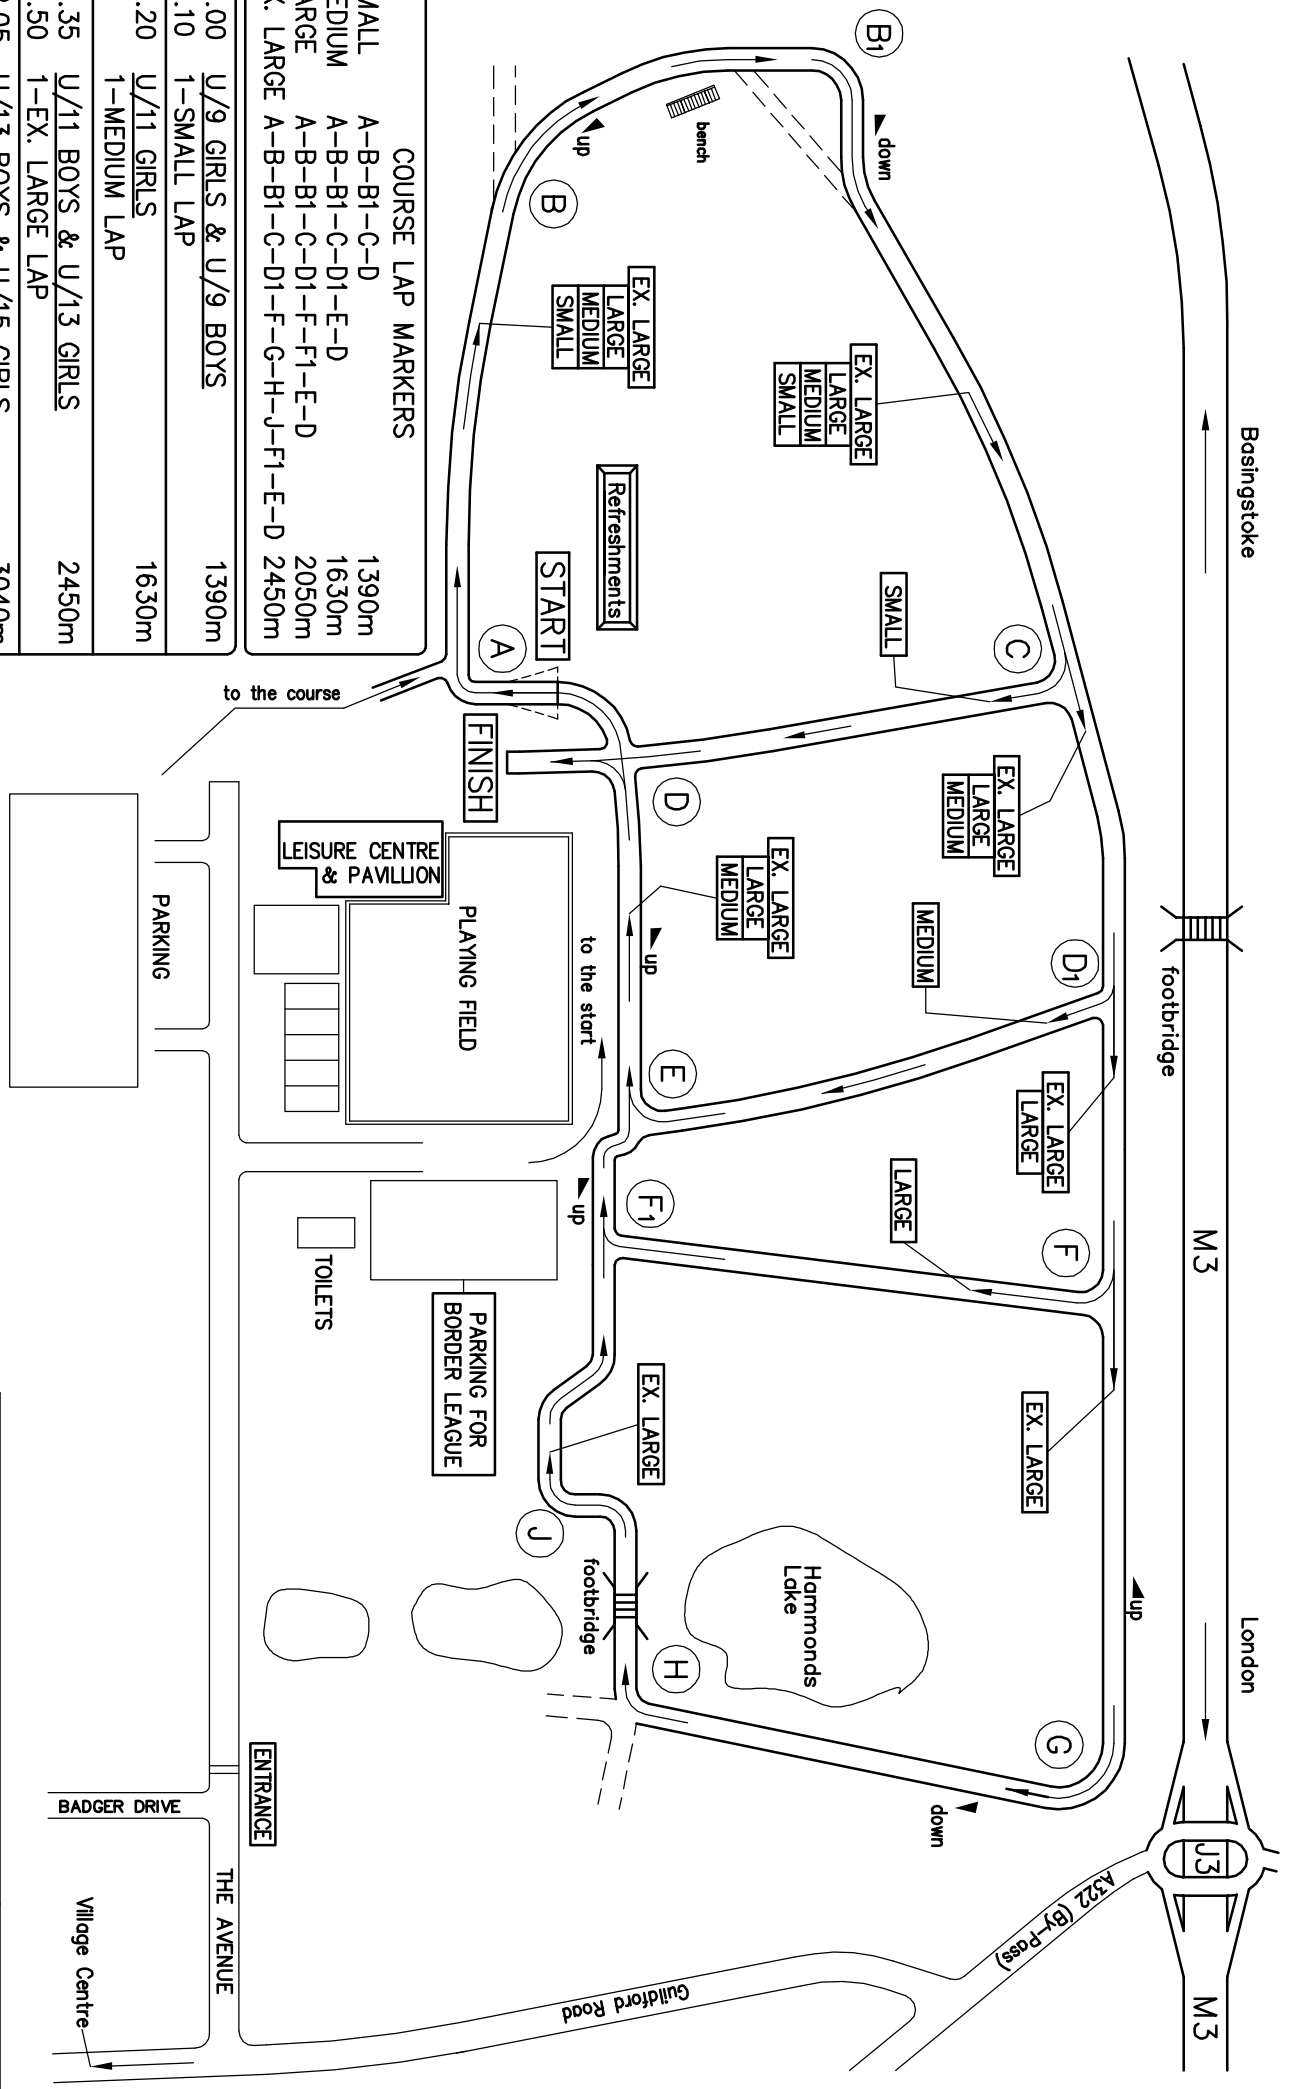 Basingstoke
London
M3
J3
M3
footbridge
A322 (By-Pass)
Guildford Road
B1
down
up
bench
B
EX. LARGE
LARGE
MEDIUM
SMALL
EX. LARGE
LARGE
MEDIUM
SMALL
Refreshments
START
A
FINISH
SMALL
C
D
EX. LARGE
LARGE
MEDIUM
EX. LARGE
LARGE
MEDIUM
up
MEDIUM
D1
E
EX. LARGE
LARGE
LARGE
F
F1
up
EX. LARGE
EX. LARGE
up
G
down
Hammonds
Lake
H
footbridge
J
to the start
PLAYING FIELD
LEISURE CENTRE
& PAVILLION
PARKING
to the course
TOILETS
PARKING FOR
BORDER LEAGUE
ENTRANCE
BADGER DRIVE
THE AVENUE
Village Centre
COURSE LAP MARKERS
A-B-B1-C-D 1390m
A-B-B1-C-D1-E-D 1630m
A-B-B1-C-D1-F-F1-E-D 2050m
LARGE A-B-B1-C-D1-F-G-H-J-F1-E-D 2450m
.00 U/9 GIRLS & U/9 BOYS 1390m
.10 1-SMALL LAP
.20 U/11 GIRLS 1630m
1-MEDIUM LAP
.35 U/11 BOYS & U/13 GIRLS 2450m
.50 1-EX. LARGE LAP
U/13 BOYS & U/15 GIRLS 3040m